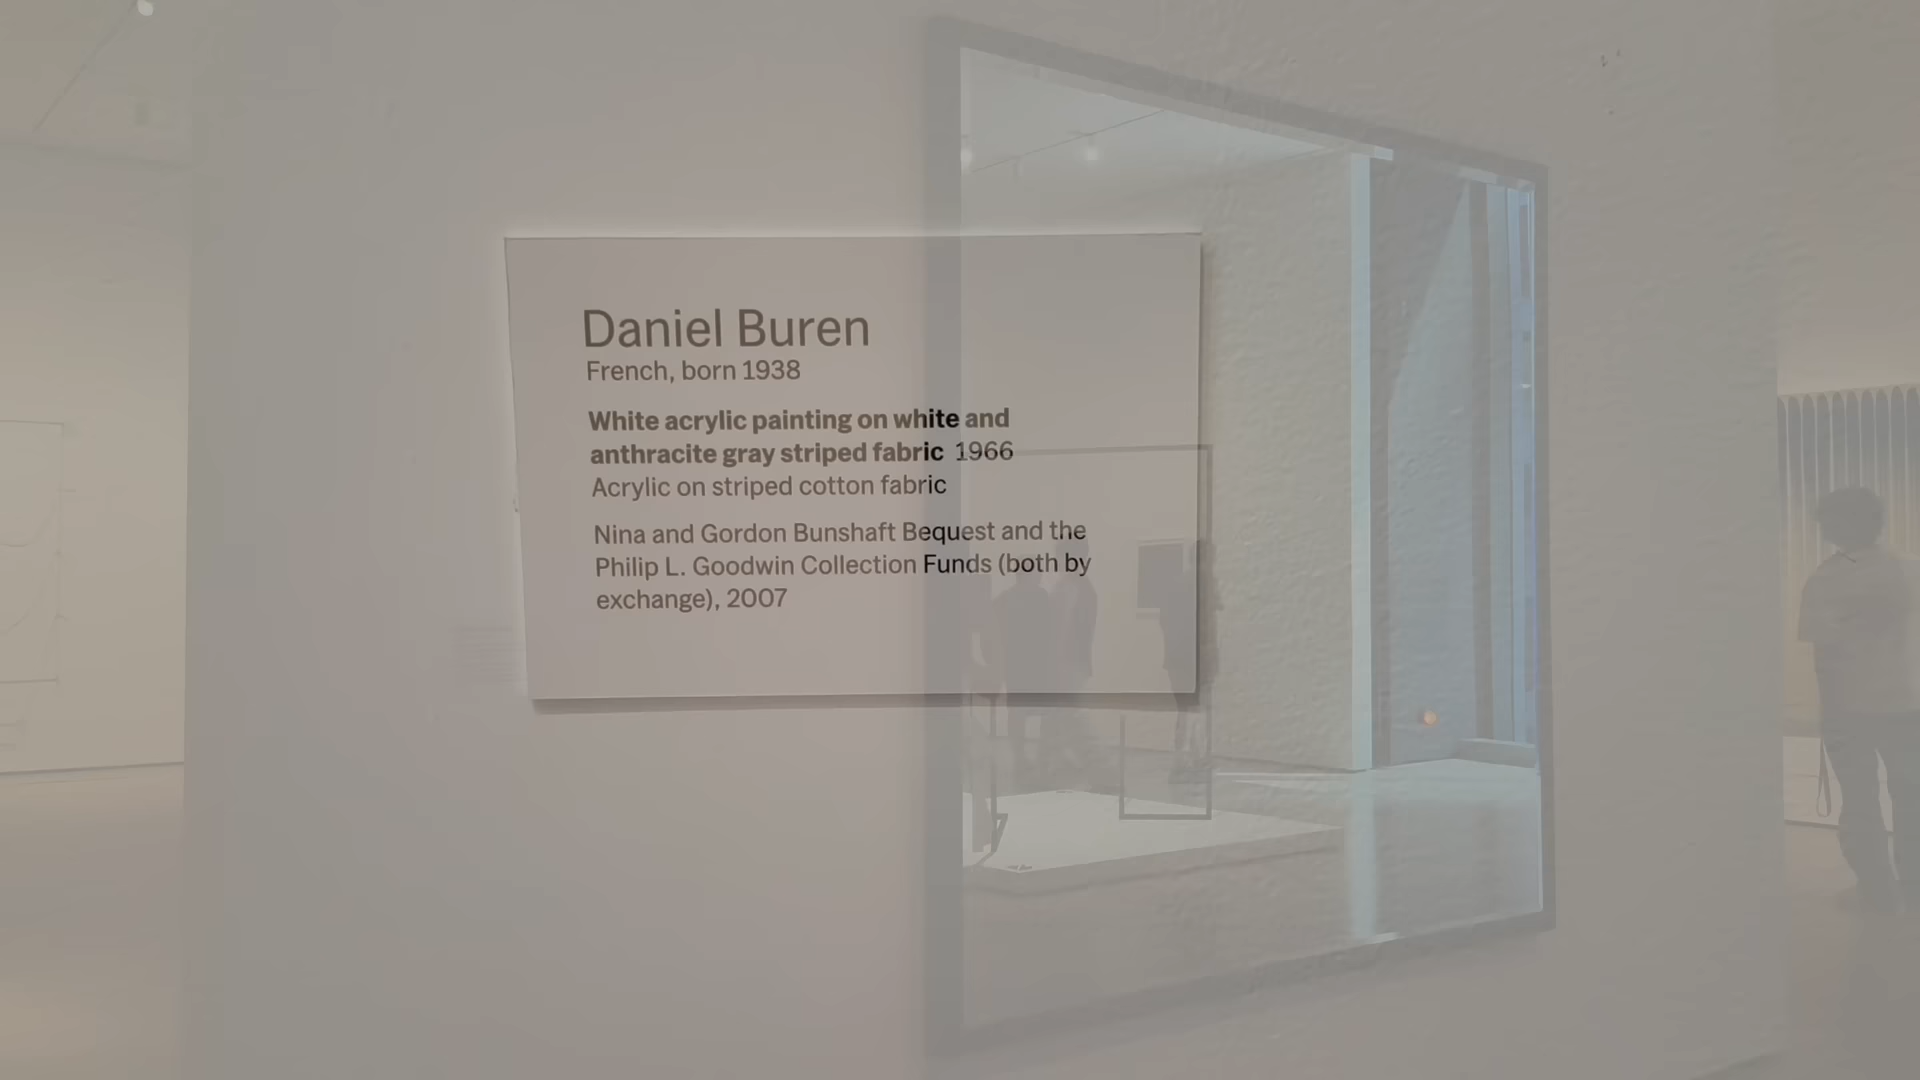 Daniel Buren
French, born 1938
White acrylic painting on white and
anthracite gray striped fabric 1966
Acrylic on striped cotton fabric
Nina and Gordon Bunshaft Bequest and the
Philip L. Goodwin Collection Funds (both by
exchange), 2007